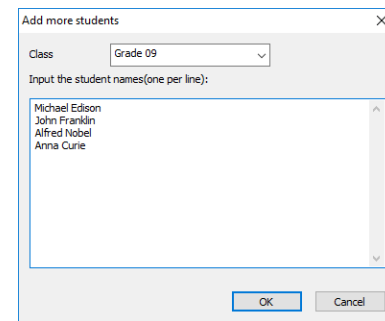 Add more students
Class
Grade 09
Input the student names(one per line):
Michael Edison
John Franklin
Alfred Nobel
Anna Curie
OK
Cancel